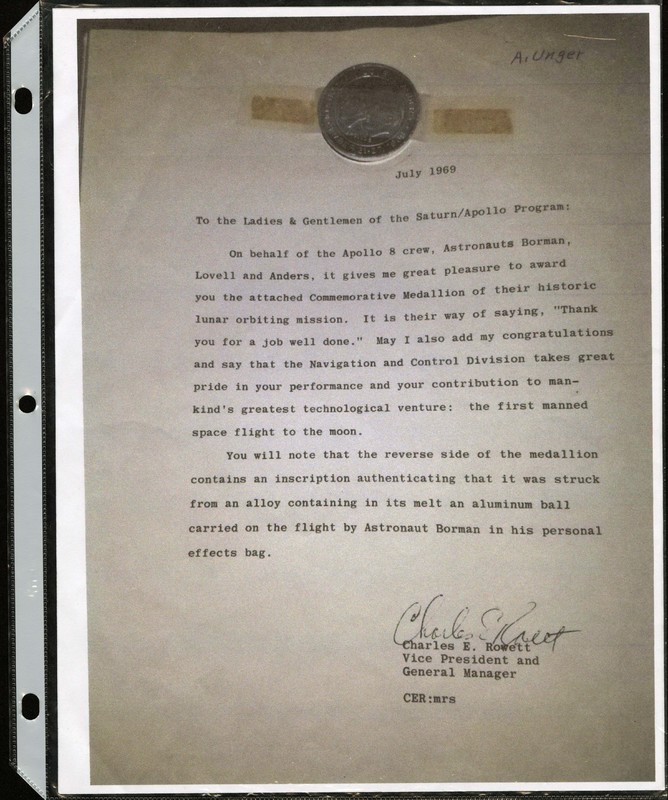 A. Unger
July 1969
To the Ladies & Gentlemen of the Saturn/Apollo Program:
On behalf of the Apollo 8 crew, Astronauts Borman,
Lovell and Anders, it gives me great pleasure to award
you the attached Commemorative Medallion of their historic
lunar orbiting mission. It is their way of saying, "Thank
you for a job well done." May I also add my congratulations
and say that the Navigation and Control Division takes great
pride in your performance and your contribution to man-
kind's greatest technological venture: the first manned
space flight to the moon.
You will note that the reverse side of the medallion
contains an inscription authenticating that it was struck
from an alloy containing in its melt an aluminum ball
carried on the flight by Astronaut Borman in his personal
effects bag.
Charles E Rowett
Charles E. Rowett
Vice President and
General Manager
CER:mrs